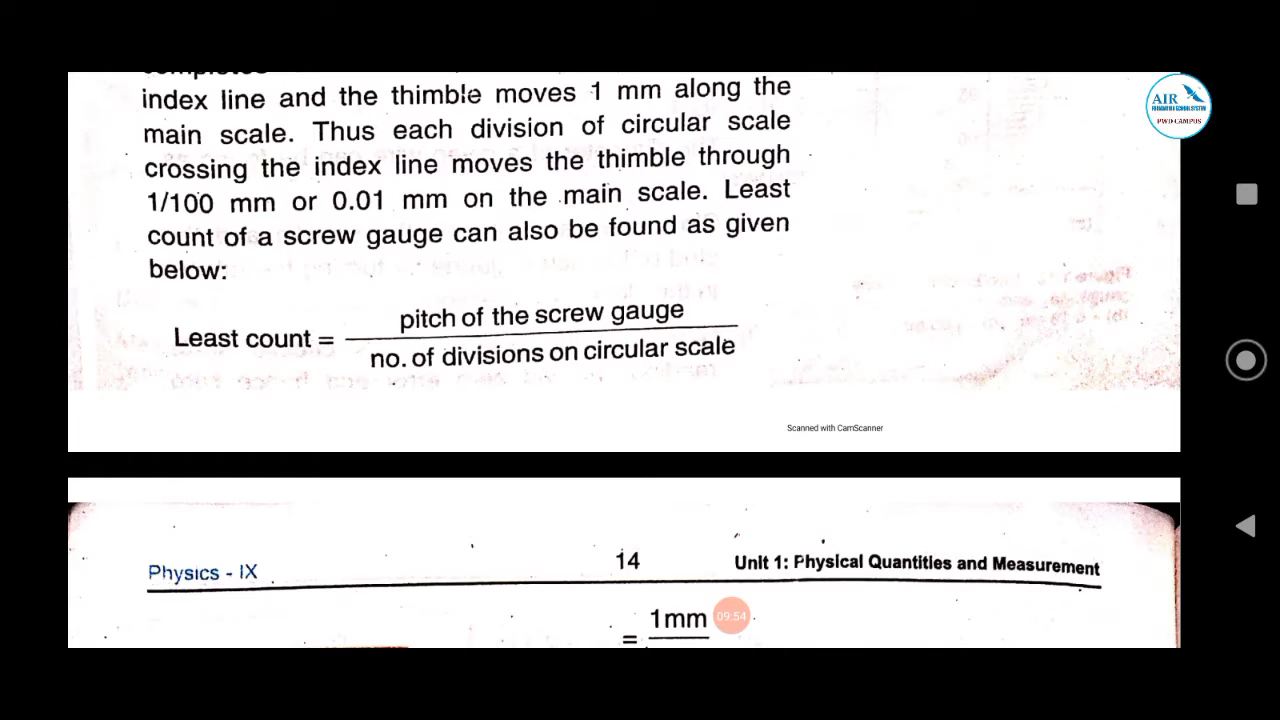 index line and the thimble moves 1 mm along the
main scale. Thus each division of circular scale
crossing the index line moves the thimble through
1/100 mm or 0.01 mm on the main scale. Least
count of a screw gauge can also be found as given
below:
Least count = pitch of the screw gauge
no. of divisions on circular scale
Scanned with CamScanner
Physics - IX 14 Unit 1: Physical Quantities and Measurement
= 1mm
09:54
AIR
PWD CAMPUS